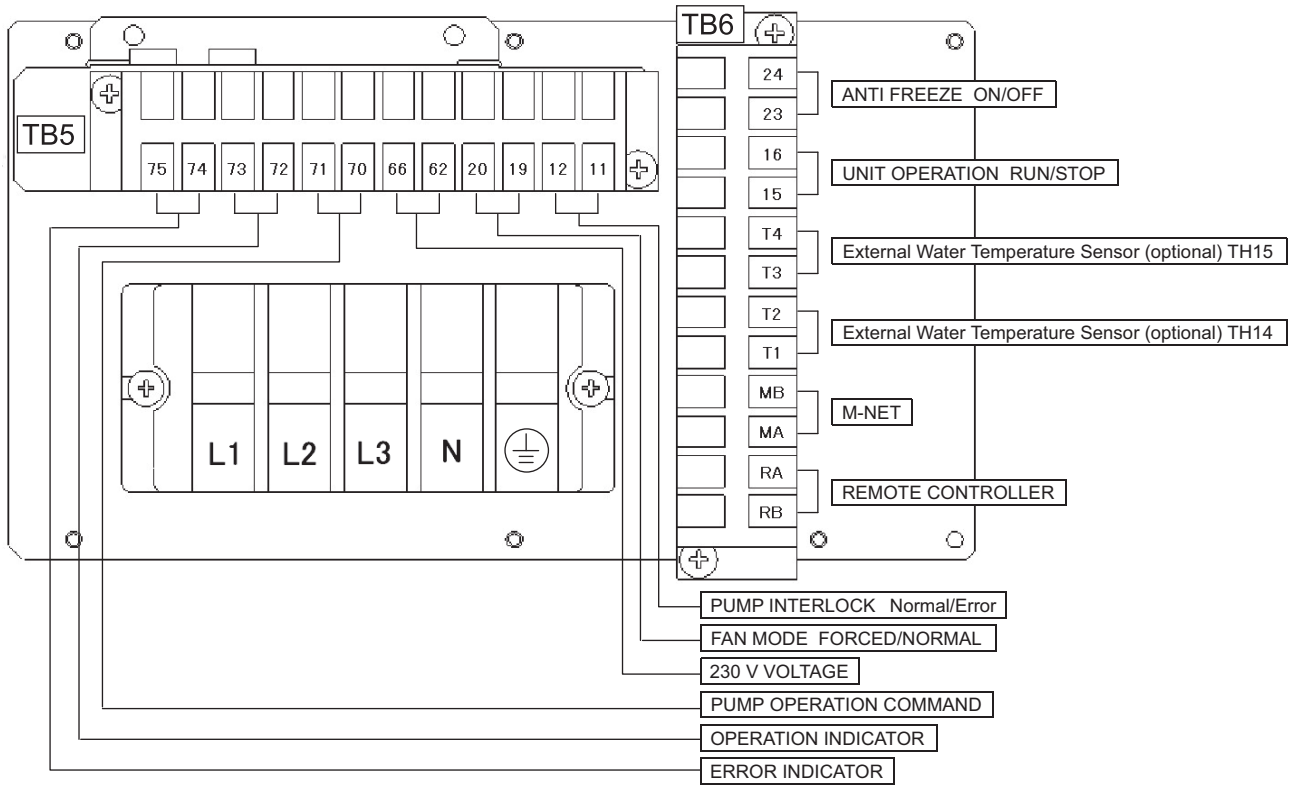 TB6
24
ANTI FREEZE ON/OFF
23
TB5
16
UNIT OPERATION RUN/STOP
15
75 74 73 72 71 70 66 62 20 19 12 11
T4
External Water Temperature Sensor (optional) TH15
T3
T2
External Water Temperature Sensor (optional) TH14
T1
MB
M-NET
MA
L1 L2 L3 N
RA
REMOTE CONTROLLER
RB
PUMP INTERLOCK Normal/Error
FAN MODE FORCED/NORMAL
230 V VOLTAGE
PUMP OPERATION COMMAND
OPERATION INDICATOR
ERROR INDICATOR